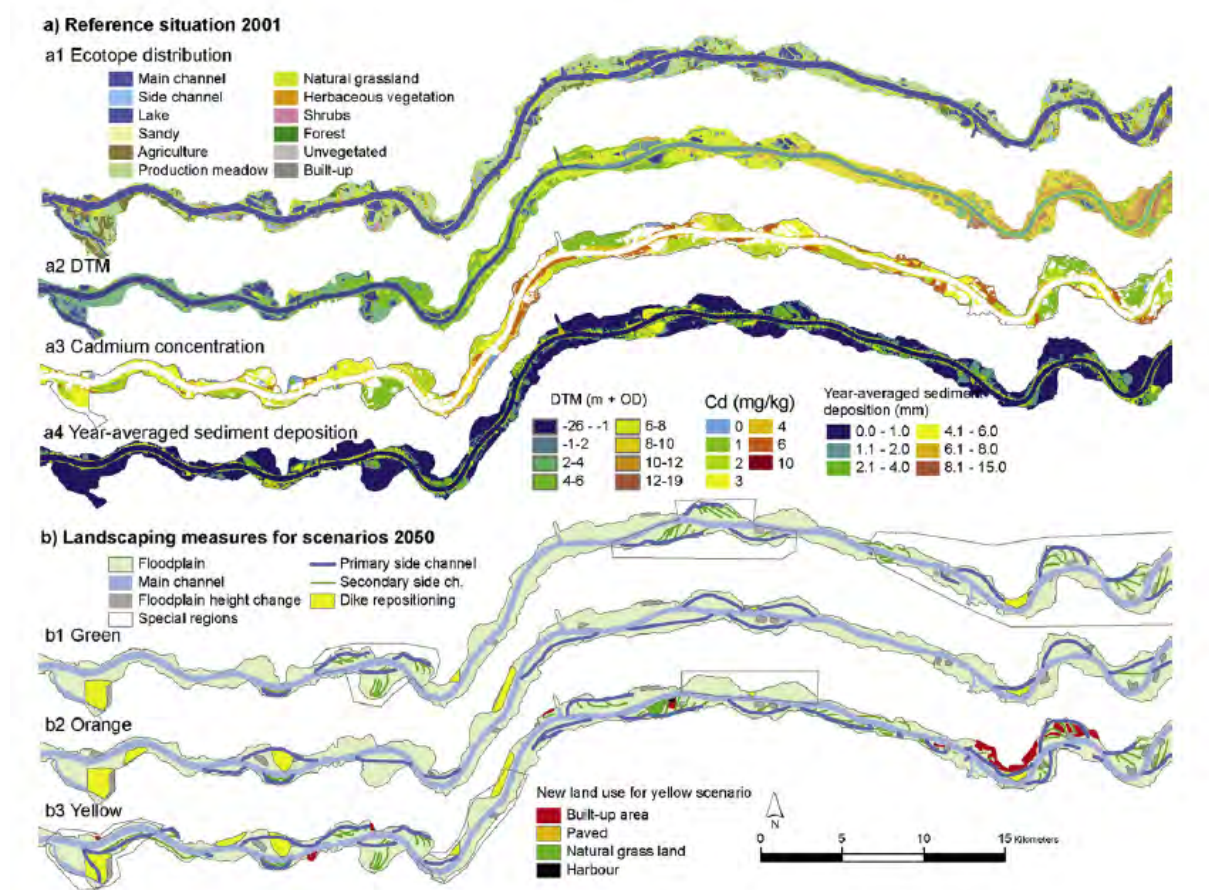 a) Reference situation 2001
a1 Ecotope distribution
Main channel
Side channel
Lake
Sandy
Agriculture
Production meadow
Natural grassland
Herbaceous vegetation
Shrubs
Forest
Unvegetated
Built-up
a2 DTM
a3 Cadmium concentration
a4 Year-averaged sediment deposition
DTM (m + OD)
-26 - -1
-1-2
2-4
4-6
6-8
8-10
10-12
12-19
Cd (mg/kg)
0
1
2
3
4
6
10
Year-averaged sediment
deposition (mm)
0.0 - 1.0
1.1 - 2.0
2.1 - 4.0
4.1 - 6.0
6.1 - 8.0
8.1 - 15.0
b) Landscaping measures for scenarios 2050
Floodplain
Main channel
Floodplain height change
Special regions
Primary side channel
Secondary side ch.
Dike repositioning
b1 Green
b2 Orange
b3 Yellow
New land use for yellow scenario
Built-up area
Paved
Natural grass land
Harbour
N
0 5 10 15 Kilometers